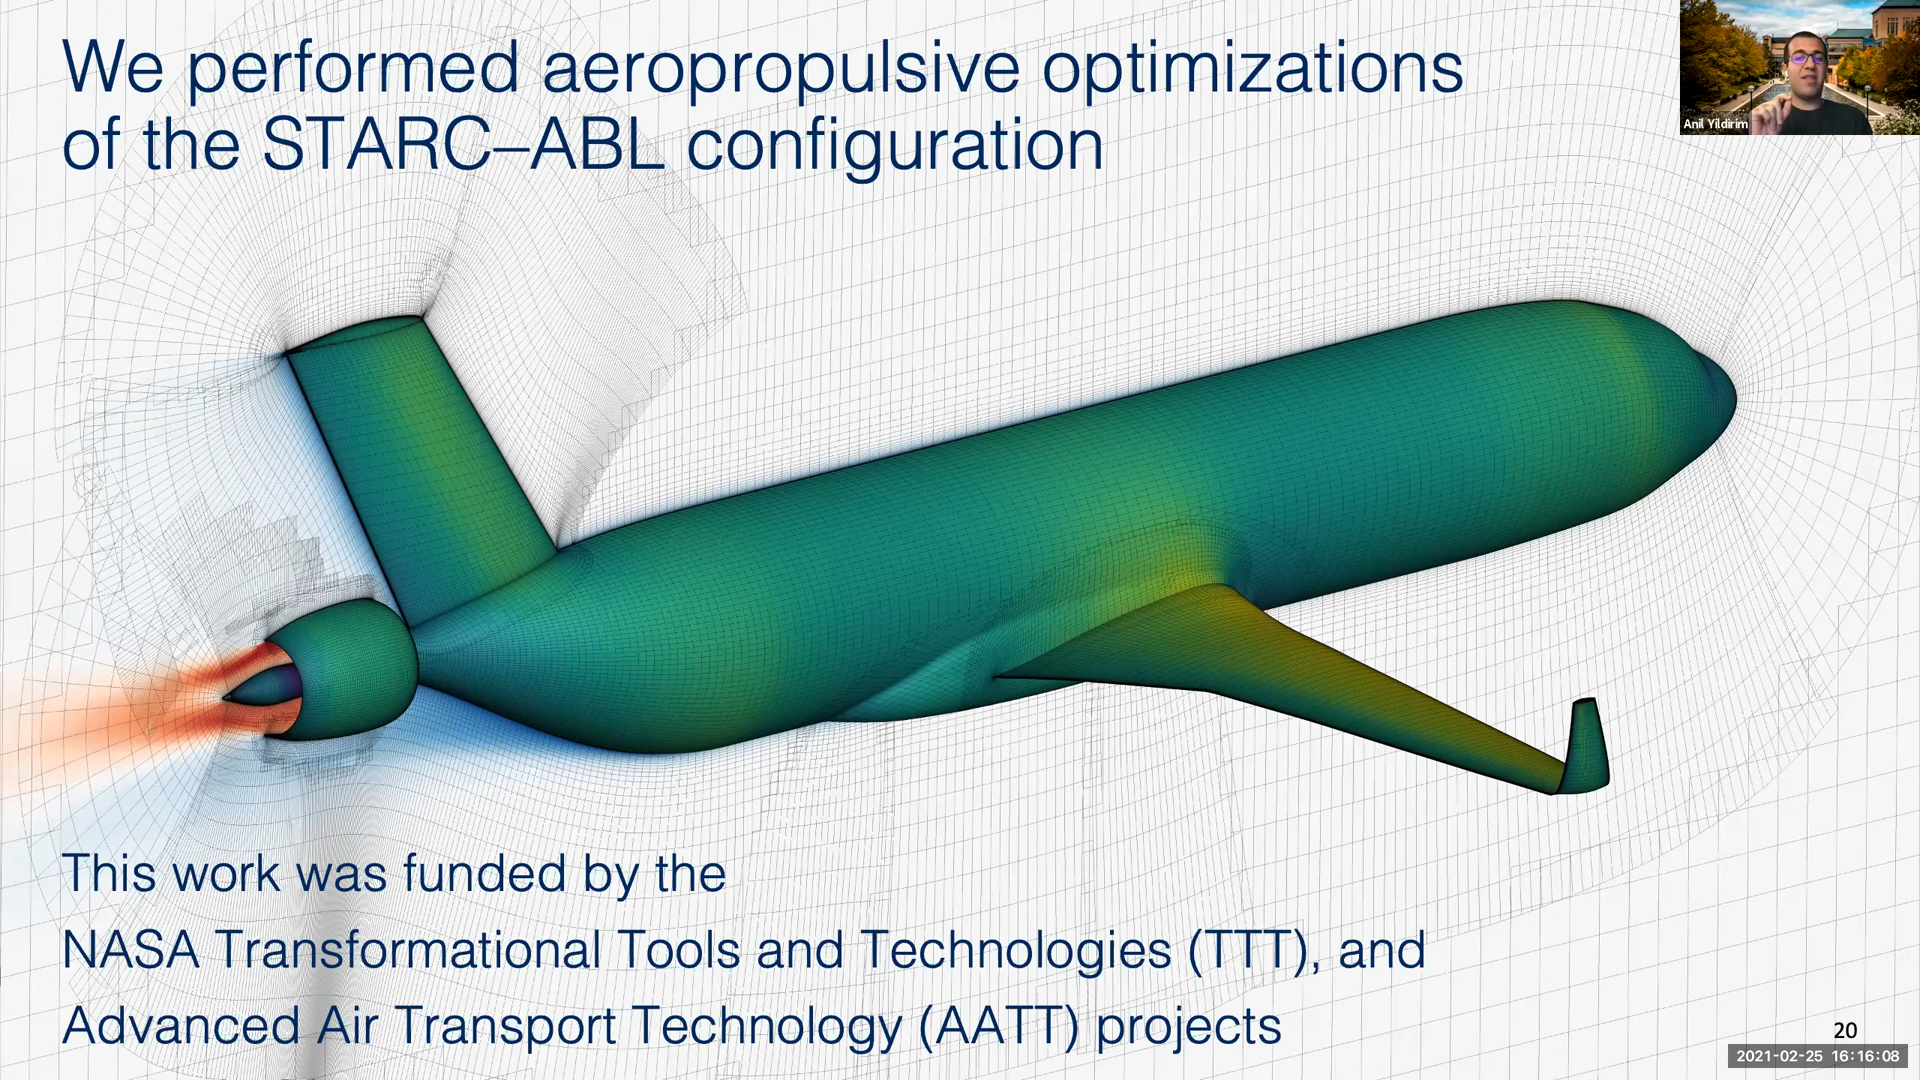 We performed aeropropulsive optimizations
of the STARC–ABL configuration
Anil Yildirim
This work was funded by the
NASA Transformational Tools and Technologies (TTT), and
Advanced Air Transport Technology (AATT) projects
20
2021-02-25 16:16:08